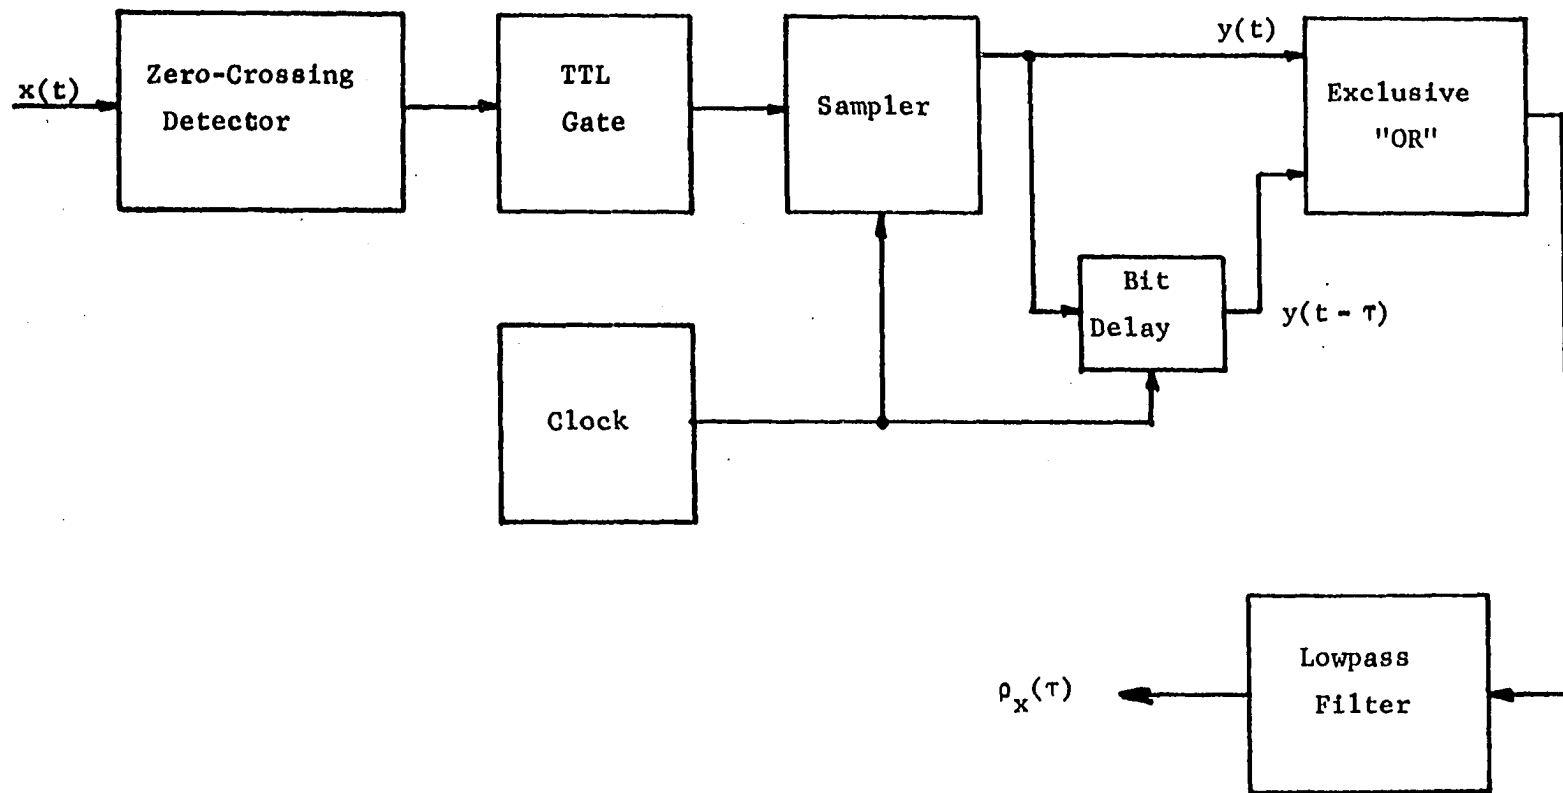 x(t)
Zero-Crossing
Detector
TTL
Gate
Sampler
y(t)
Exclusive
"OR"
Bit
Delay
y(t - τ)
Clock
Lowpass
Filter
ρx(τ)